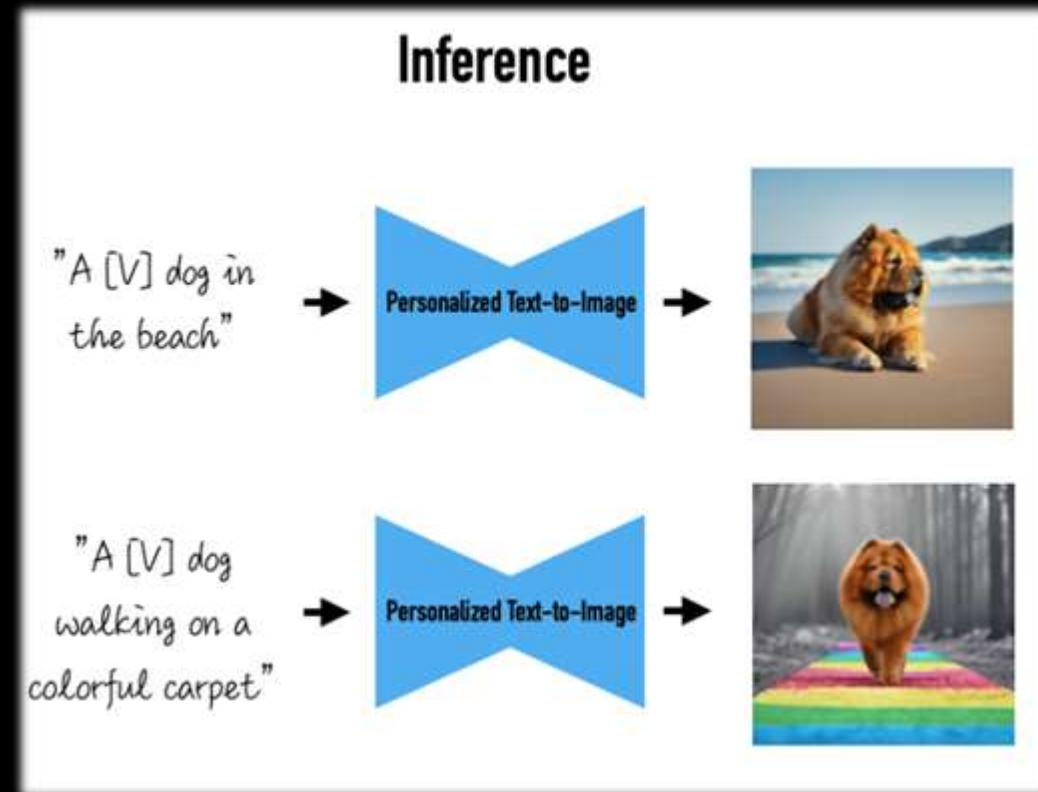 Inference
"A [V] dog in
the beach"
Personalized Text-to-Image
"A [V] dog
walking on a
colorful carpet"
Personalized Text-to-Image